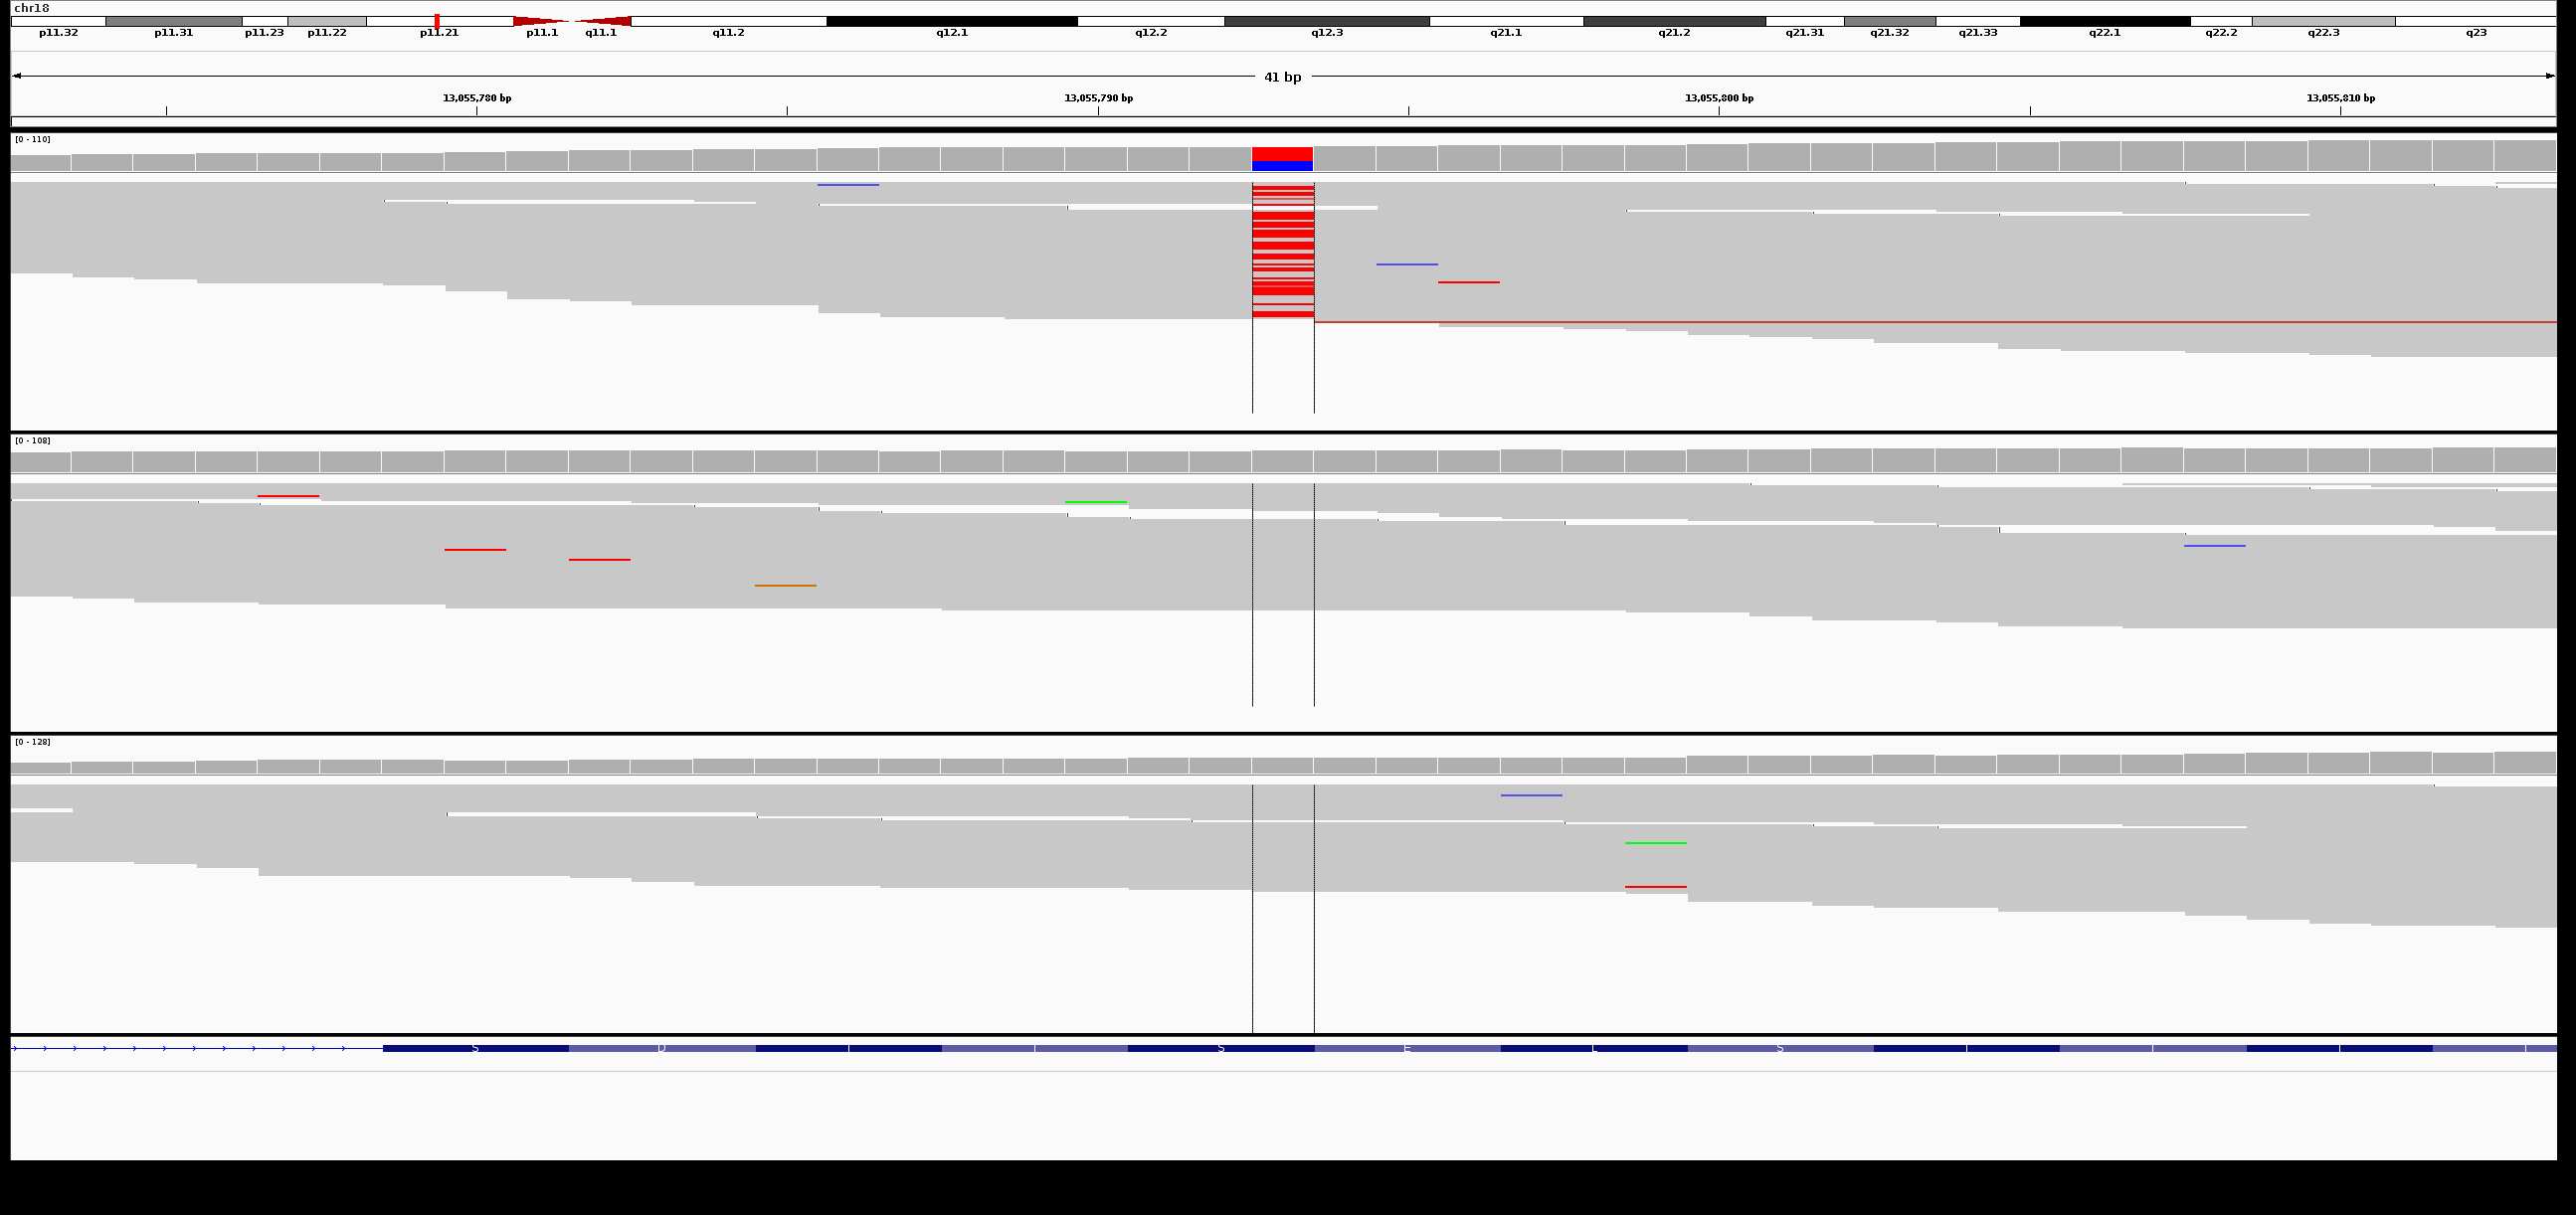 chr18
p11.32 p11.31 p11.23 p11.22 p11.21 p11.1 q11.1 q11.2 q12.1 q12.2 q12.3 q21.1 q21.2 q21.31 q21.32 q21.33 q22.1 q22.2 q22.3 q23
41 bp
13,055,780 bp 13,055,790 bp 13,055,800 bp 13,055,810 bp
[0 - 110]
[0 - 108]
[0 - 128]
S D S E L S